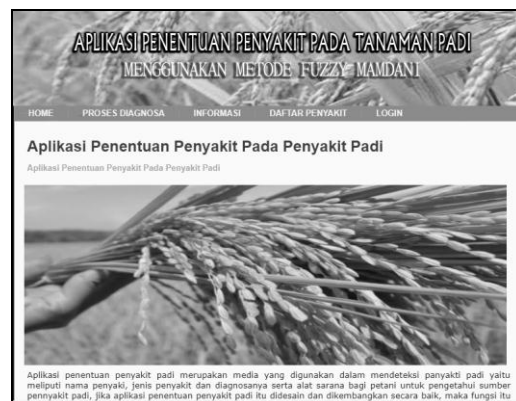 APLIKASI PENENTUAN PENYAKIT PADA TANAMAN PADI
MENGGUNAKAN METODE FUZZY MAMDANI
HOME PROSES DIAGNOSA INFORMASI DAFTAR PENYAKIT LOGIN
Aplikasi Penentuan Penyakit Pada Penyakit Padi
Aplikasi Penentuan Penyakit Pada Penyakit Padi
Aplikasi penentuan penyakit padi merupakan media yang digunakan dalam mendeteksi panyakti padi yaitu
meliputi nama penyaki, jenis penyakit dan diagnosanya serta alat sarana bagi petani untuk pengetahui sumber
pennyakit padi, jika aplikasi penentuan penyakit padi itu didesain dan dikembangkan secara baik, maka fungsi itu